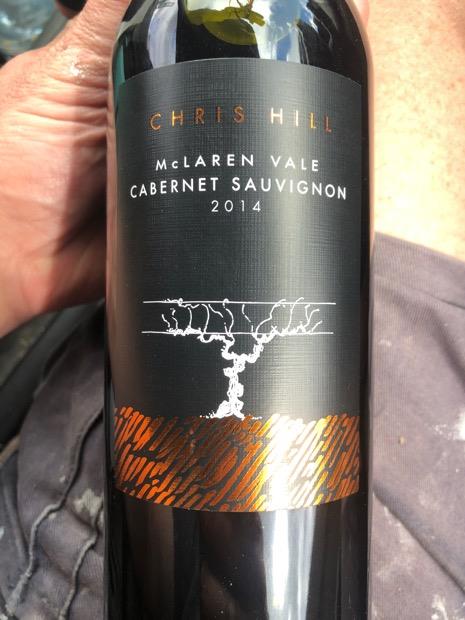 CHRIS HILL
McLAREN VALE
CABERNET SAUVIGNON
2014